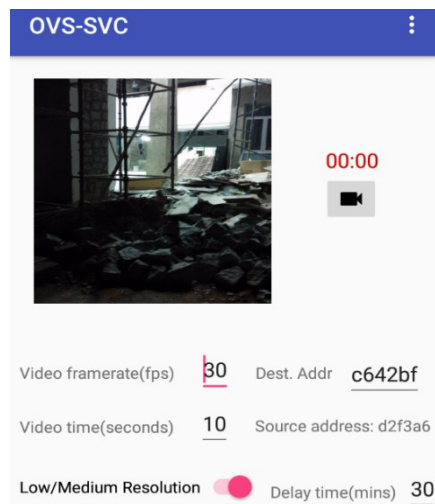 OVS-SVC
00:00
Video framerate(fps) 30 Dest. Addr c642bf
Video time(seconds) 10 Source address: d2f3a6
Low/Medium Resolution Delay time(mins) 30